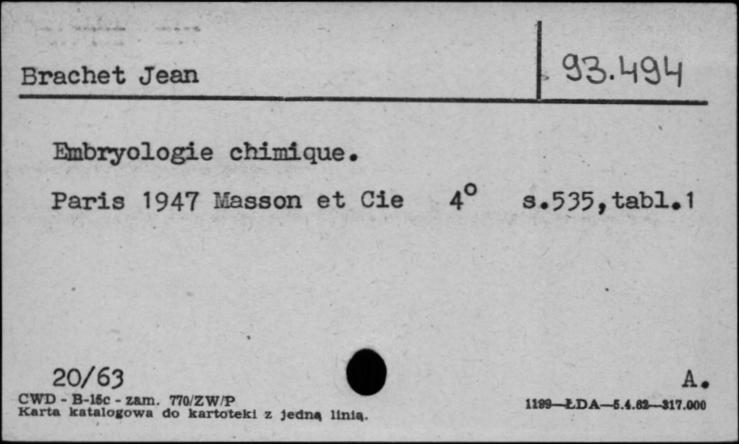 93.494
Brachet Jean
Embryologie chimique.
Paris 1947 Masson et Cie 4° s.535,tabl.1
20/63
A.
CWD - B-15c - zam. 770/ZW/P
1199—ŁDA—5.4.62—317.000
Karta katalogowa do kartoteki z jedną linią.